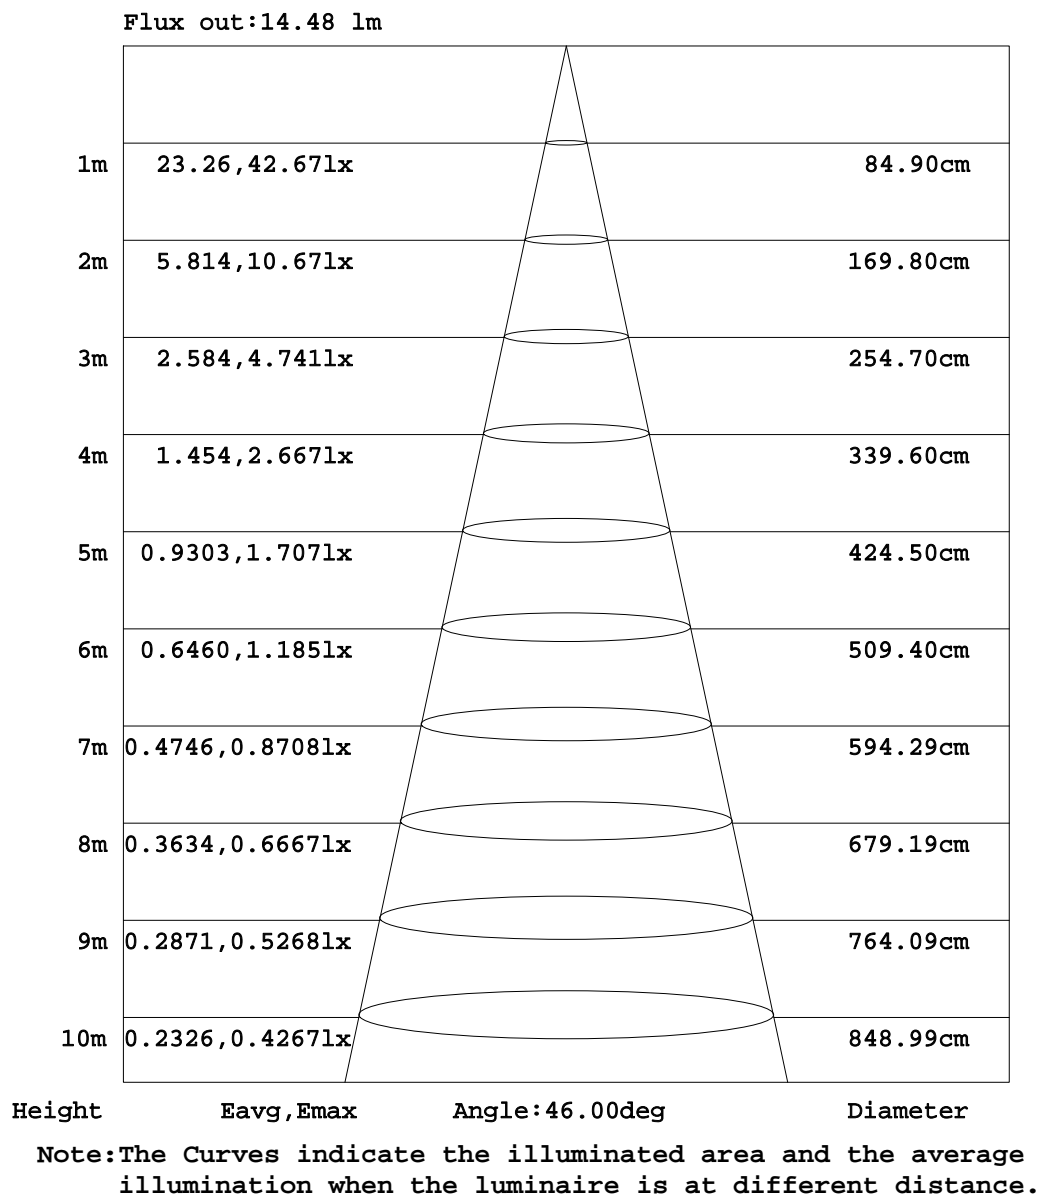 Flux out:14.48 lm
1m 23.26,42.67lx 84.90cm
2m 5.814,10.67lx 169.80cm
3m 2.584,4.741lx 254.70cm
4m 1.454,2.667lx 339.60cm
5m 0.9303,1.707lx 424.50cm
6m 0.6460,1.185lx 509.40cm
7m 0.4746,0.8708lx 594.29cm
8m 0.3634,0.6667lx 679.19cm
9m 0.2871,0.5268lx 764.09cm
10m 0.2326,0.4267lx 848.99cm
Height Eavg,Emax Angle:46.00deg Diameter
Note:The Curves indicate the illuminated area and the average
illumination when the luminaire is at different distance.